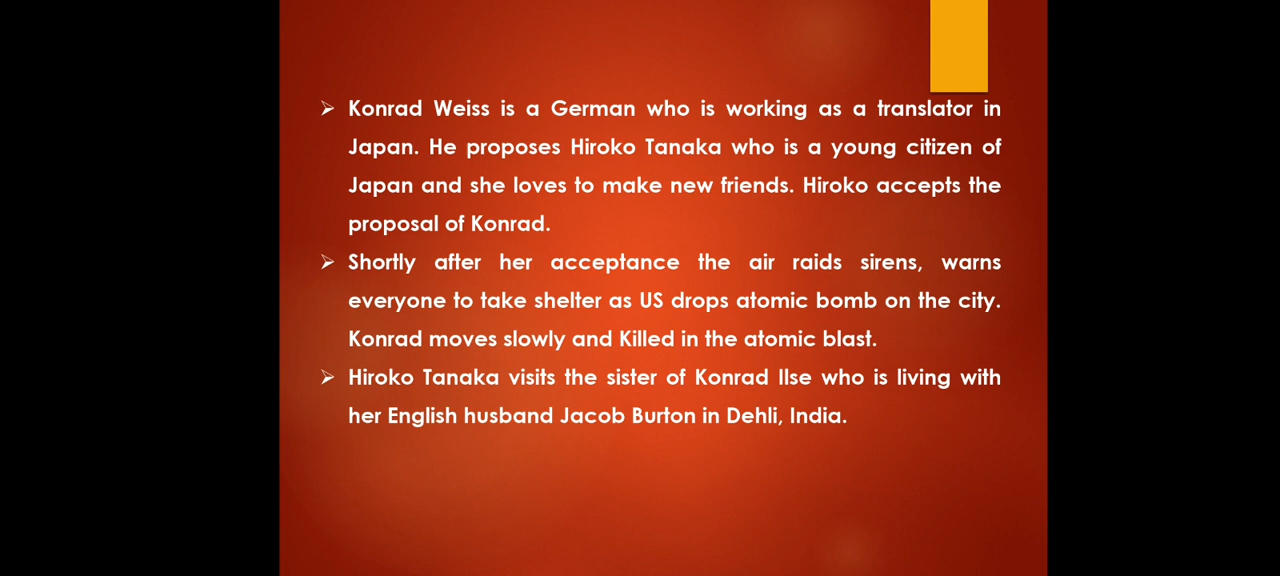 ➢ Konrad Weiss is a German who is working as a translator in
Japan. He proposes Hiroko Tanaka who is a young citizen of
Japan and she loves to make new friends. Hiroko accepts the
proposal of Konrad.
➢ Shortly after her acceptance the air raids sirens, warns
everyone to take shelter as US drops atomic bomb on the city.
Konrad moves slowly and Killed in the atomic blast.
➢ Hiroko Tanaka visits the sister of Konrad Ilse who is living with
her English husband Jacob Burton in Dehli, India.